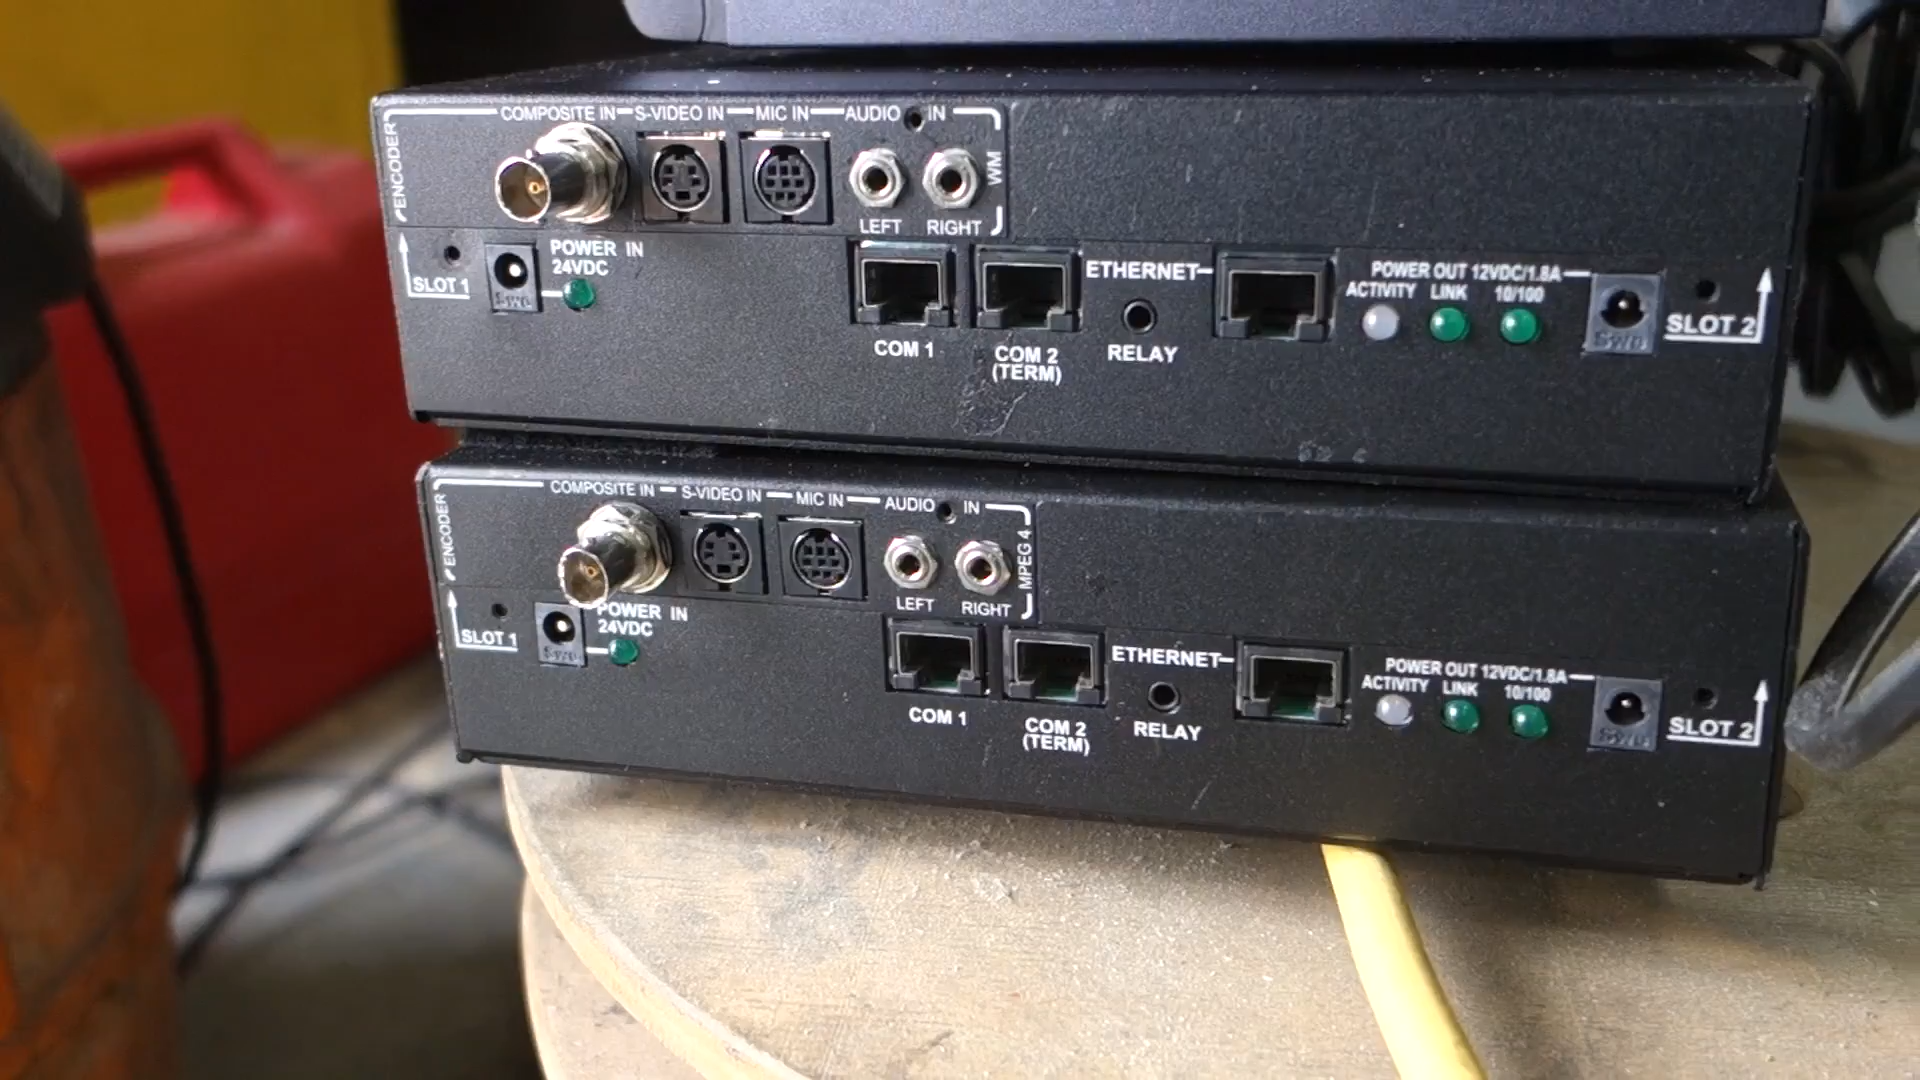 COMPOSITE IN S-VIDEO IN MIC IN AUDIO IN
ENCODER
WM
LEFT RIGHT
POWER IN
24VDC
SLOT 1
COM 1
COM 2
(TERM)
ETHERNET
RELAY
POWER OUT 12VDC/1.8A
ACTIVITY LINK 10/100
SLOT 2
COMPOSITE IN S-VIDEO IN MIC IN AUDIO IN
ENCODER
MPEG 4
LEFT RIGHT
POWER IN
24VDC
SLOT 1
COM 1
COM 2
(TERM)
ETHERNET
RELAY
POWER OUT 12VDC/1.8A
ACTIVITY LINK 10/100
SLOT 2